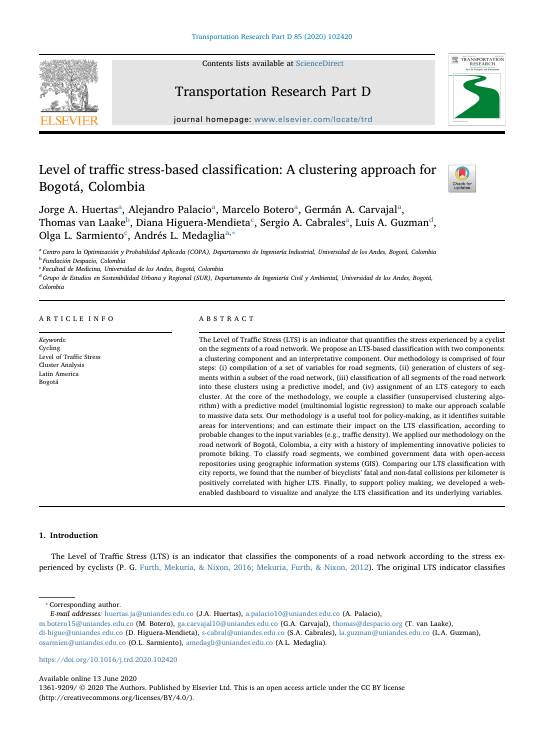 Transportation Research Part D 85 (2020) 102420
Contents lists available at ScienceDirect
Transportation Research Part D
journal homepage: www.elsevier.com/locate/trd
ELSEVIER
TRANSPORTATION
RESEARCH
Check for
updates
Level of traffic stress-based classification: A clustering approach for
Bogotá, Colombia
Jorge A. Huertasa, Alejandro Palacioa, Marcelo Boteroa, Germán A. Carvajala,
Thomas van Laakeb, Diana Higuera-Mendietac, Sergio A. Cabralesa, Luis A. Guzmand,
Olga L. Sarmientoc, Andrés L. Medagliaa,*
a Centro para la Optimización y Probabilidad Aplicada (COPA), Departamento de Ingeniería Industrial, Universidad de los Andes, Bogotá, Colombia
b Fundación Despacio, Colombia
c Facultad de Medicina, Universidad de los Andes, Bogotá, Colombia
d Grupo de Estudios en Sostenibilidad Urbana y Regional (SUR), Departamento de Ingeniería Civil y Ambiental, Universidad de los Andes, Bogotá,
Colombia
ARTICLE INFO
Keywords:
Cycling
Level of Traffic Stress
Cluster Analysis
Latin America
Bogotá
ABSTRACT
The Level of Traffic Stress (LTS) is an indicator that quantifies the stress experienced by a cyclist
on the segments of a road network. We propose an LTS-based classification with two components:
a clustering component and an interpretative component. Our methodology is comprised of four
steps: (i) compilation of a set of variables for road segments, (ii) generation of clusters of seg-
ments within a subset of the road network, (iii) classification of all segments of the road network
into these clusters using a predictive model, and (iv) assignment of an LTS category to each
cluster. At the core of the methodology, we couple a classifier (unsupervised clustering algo-
rithm) with a predictive model (multinomial logistic regression) to make our approach scalable
to massive data sets. Our methodology is a useful tool for policy-making, as it identifies suitable
areas for interventions; and can estimate their impact on the LTS classification, according to
probable changes to the input variables (e.g., traffic density). We applied our methodology on the
road network of Bogotá, Colombia, a city with a history of implementing innovative policies to
promote biking. To classify road segments, we combined government data with open-access
repositories using geographic information systems (GIS). Comparing our LTS classification with
city reports, we found that the number of bicyclists' fatal and non-fatal collisions per kilometer is
positively correlated with higher LTS. Finally, to support policy making, we developed a web-
enabled dashboard to visualize and analyze the LTS classification and its underlying variables.
1. Introduction
The Level of Traffic Stress (LTS) is an indicator that classifies the components of a road network according to the stress ex-
perienced by cyclists (P. G. Furth, Mekuria, & Nixon, 2016; Mekuria, Furth, & Nixon, 2012). The original LTS indicator classifies
* Corresponding author.
E-mail addresses: huertas.ja@uniandes.edu.co (J.A. Huertas), a.palacio10@uniandes.edu.co (A. Palacio),
m.botero15@uniandes.edu.co (M. Botero), ga.carvajal10@uniandes.edu.co (G.A. Carvajal), thomas@despacio.org (T. van Laake),
di-higue@uniandes.edu.co (D. Higuera-Mendieta), s-cabral@uniandes.edu.co (S.A. Cabrales), la.guzman@uniandes.edu.co (L.A. Guzman),
osarmien@uniandes.edu.co (O.L. Sarmiento), amedagli@uniandes.edu.co (A.L. Medaglia).
https://doi.org/10.1016/j.trd.2020.102420
Available online 13 June 2020
1361-9209/ © 2020 The Authors. Published by Elsevier Ltd. This is an open access article under the CC BY license
(http://creativecommons.org/licenses/BY/4.0/).